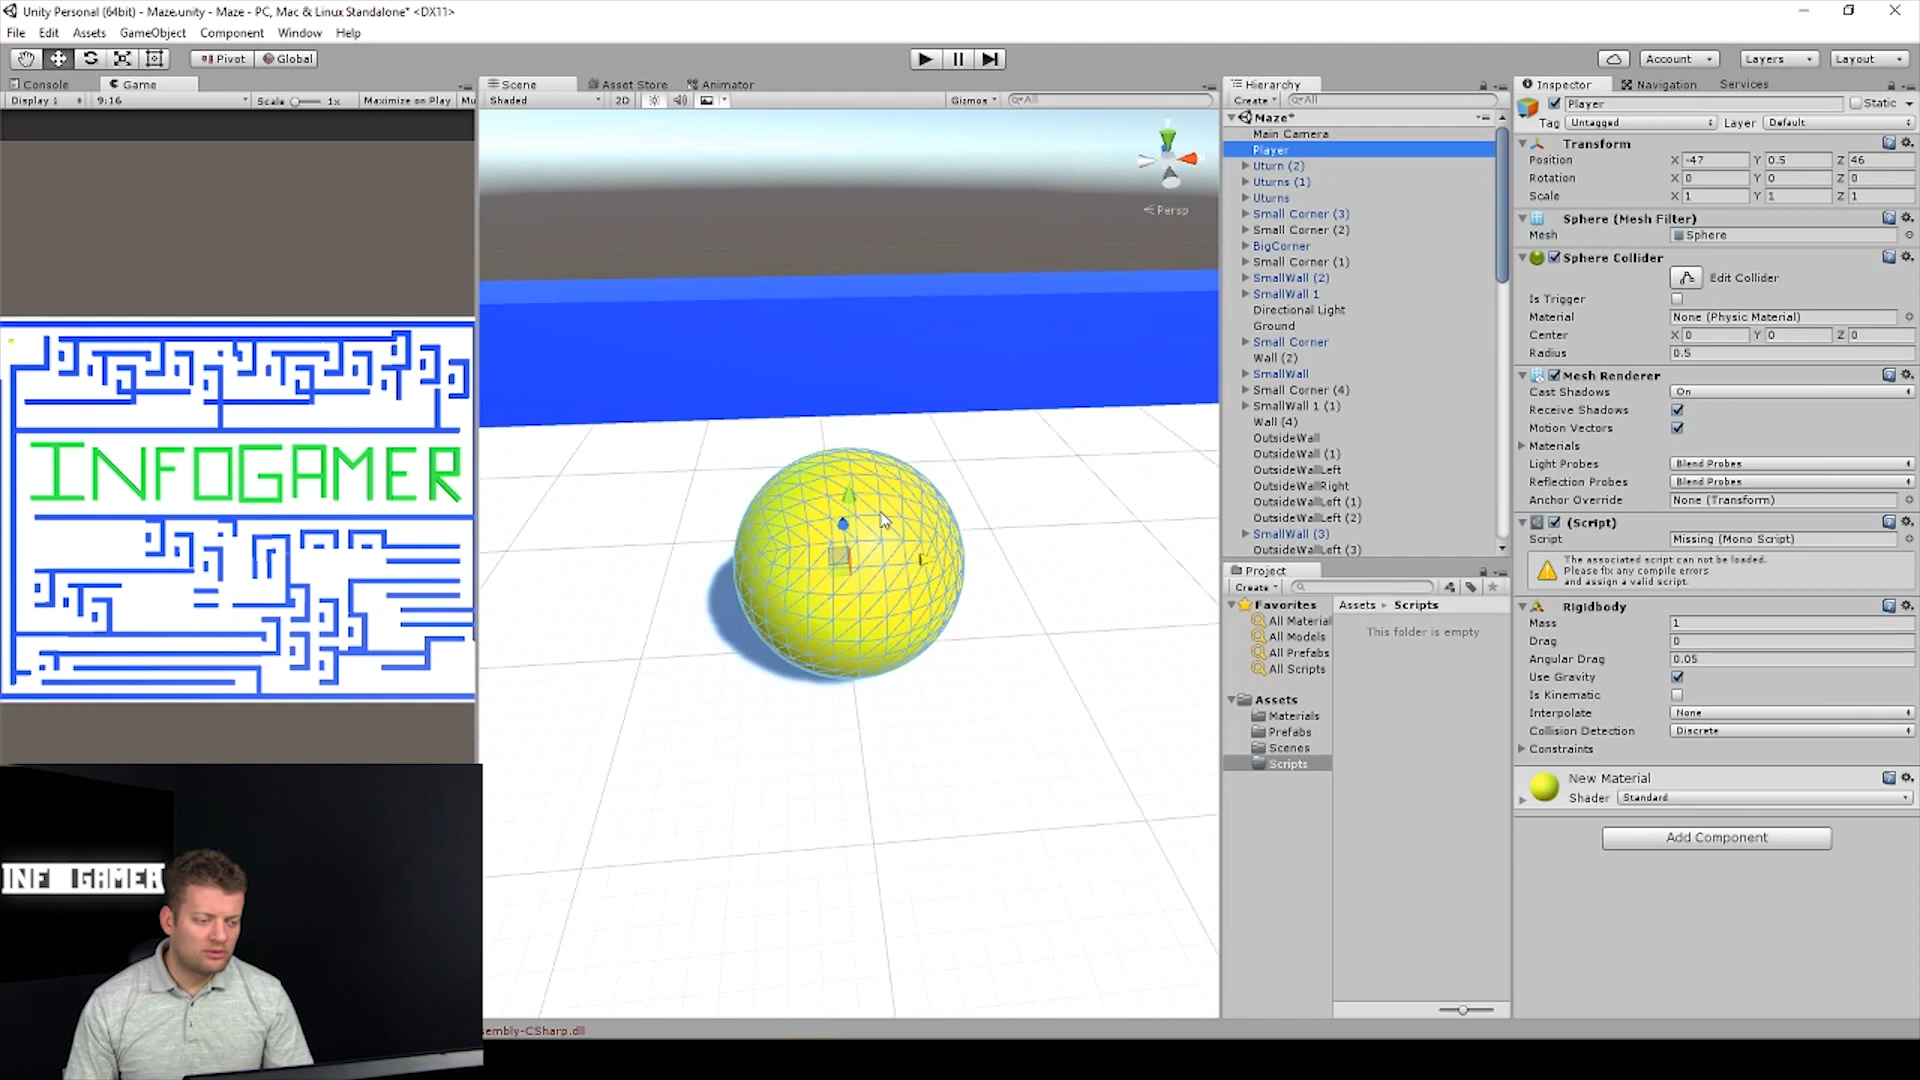 Unity Personal (64bit) - Maze.unity - Maze - PC, Mac & Linux Standalone* <DX11>
File Edit Assets GameObject Component Window Help
Pivot Global Account Layers Layout
Console Game
Display 1 9:16 Scale 1x Maximize on Play Mu
INFOGAMER
INF GAMER
Scene Asset Store Animator
Shaded 2D Gizmos All
y
Persp
sembly-CSharp.dll
Hierarchy
Create All
Maze*
Main Camera
Player
Uturn (2)
Uturns (1)
Uturns
Small Corner (3)
Small Corner (2)
BigCorner
Small Corner (1)
SmallWall (2)
SmallWall 1
Directional Light
Ground
Small Corner
Wall (2)
SmallWall
Small Corner (4)
SmallWall 1 (1)
Wall (4)
OutsideWall
OutsideWall (1)
OutsideWallLeft
OutsideWallRight
OutsideWallLeft (1)
OutsideWallLeft (2)
SmallWall (3)
OutsideWallLeft (3)
Project
Create
Favorites
All Material
All Models
All Prefabs
All Scripts
Assets
Materials
Prefabs
Scenes
Scripts
Assets Scripts
This folder is empty
Inspector Navigation Services
Player Static
Tag Untagged Layer Default
Transform
Position X -47 Y 0.5 Z 46
Rotation X 0 Y 0 Z 0
Scale X 1 Y 1 Z 1
Sphere (Mesh Filter)
Mesh Sphere
Sphere Collider
Edit Collider
Is Trigger
Material None (Physic Material)
Center X 0 Y 0 Z 0
Radius 0.5
Mesh Renderer
Cast Shadows On
Receive Shadows
Motion Vectors
Materials
Light Probes Blend Probes
Reflection Probes Blend Probes
Anchor Override None (Transform)
(Script)
Script Missing (Mono Script)
The associated script can not be loaded.
Please fix any compile errors
and assign a valid script.
Rigidbody
Mass 1
Drag 0
Angular Drag 0.05
Use Gravity
Is Kinematic
Interpolate None
Collision Detection Discrete
Constraints
New Material
Shader Standard
Add Component